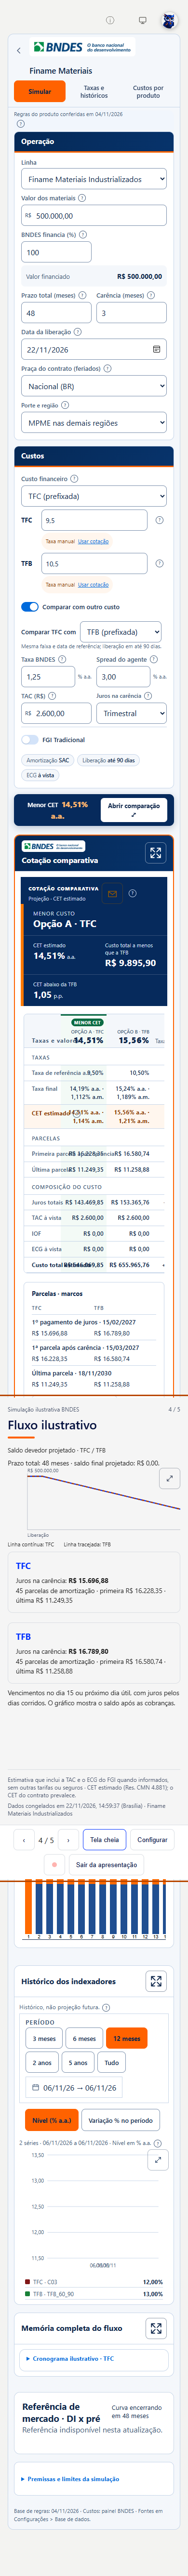 BNDES O banco nacional do desenvolvimento
Finame Materiais
Simular
Taxas e históricos
Custos por produto
Regras do produto conferidas em 04/11/2026
Operação
Linha
Finame Materiais Industrializados
Valor dos materiais
R$ 500.000,00
BNDES financia (%)
100
Valor financiado R$ 500.000,00
Prazo total (meses) Carência (meses)
48 3
Data da liberação
22/11/2026
Praça do contrato (feriados)
Nacional (BR)
Porte e região
MPME nas demais regiões
Custos
Custo financeiro
TFC (prefixada)
TFC 9.5
Taxa manual Usar cotação
TFB 10.5
Taxa manual Usar cotação
Comparar com outro custo
Comparar TFC com TFB (prefixada)
Mesma faixa e data de referência; liberação em até 90 dias.
Taxa BNDES Spread do agente
1,25 % a.a. 3,00 % a.a.
TAC (R$) Juros na carência
R$ 2.600,00 Trimestral
FGI Tradicional
Amortização SAC Liberação até 90 dias
ECG à vista
Menor CET 14,51% a.a.
Abrir comparação
BNDES
Cotação comparativa
COTAÇÃO COMPARATIVA
Projeção · CET estimado
MENOR CUSTO
Opção A · TFC
CET estimado
14,51% a.a.
Custo total a menos que a TFB
R$ 9.895,90
CET abaixo da TFB
1,05 p.p.
MENOR CET
OPÇÃO A · TFC OPÇÃO B · TFB
14,51% 15,56%
TAXAS
Taxa de referência 9,50% 10,50%
Taxa final 14,19% a.a. · 1,112% a.m. 15,24% a.a. · 1,189% a.m.
CET estimado 14,51% a.a. · 1,14% a.m. 15,56% a.a. · 1,21% a.m.
PARCELAS
Primeira parcela R$ 16.228,35 R$ 16.580,74
Última parcela R$ 11.249,35 R$ 11.258,88
COMPOSIÇÃO DO CUSTO
Juros totais R$ 143.469,85 R$ 153.365,76
TAC à vista R$ 2.600,00 R$ 2.600,00
IOF R$ 0,00 R$ 0,00
ECG à vista R$ 0,00 R$ 0,00
Custo total R$ 655.965,76
Parcelas · marcos
TFC TFB
1º pagamento de juros · 15/02/2027
R$ 15.696,88 R$ 16.789,80
1ª parcela após carência · 15/03/2027
R$ 16.228,35 R$ 16.580,74
Última parcela · 18/11/2030
R$ 11.249,35 R$ 11.258,88
Simulação ilustrativa BNDES 4 / 5
Fluxo ilustrativo
Saldo devedor projetado · TFC / TFB
Prazo total: 48 meses · saldo final projetado: R$ 0,00.
R$ 500.000,00
Liberação
Linha contínua: TFC Linha tracejada: TFB
TFC
Juros na carência: R$ 15.696,88
45 parcelas de amortização · primeira R$ 16.228,35 · última R$ 11.249,35
TFB
Juros na carência: R$ 16.789,80
45 parcelas de amortização · primeira R$ 16.580,74 · última R$ 11.258,88
Vencimentos no dia 15 ou próximo dia útil, com juros pelos dias corridos. O gráfico mostra o saldo após as cobranças.
Estimativa que inclui a TAC e o ECG do FGI quando informados, sem outras tarifas ou seguros · CET estimado (Res. CMN 4.881); o CET do contrato prevalece.
Dados congelados em 22/11/2026, 14:59:37 (Brasília) · Finame Materiais Industrializados
‹ 4 / 5 › Tela cheia Configurar
Sair da apresentação
1 2 3 4 5 6 7 8 9 10 11 12 13
Histórico dos indexadores
Histórico, não projeção futura.
PERÍODO
3 meses 6 meses 12 meses
2 anos 5 anos Tudo
06/11/26 → 06/11/26
Nível (% a.a.) Variação % no período
2 séries · 06/11/2026 a 06/11/2026 · Nível em % a.a.
13,50
13,00
12,50
12,00
11,50
TFC · C03 12,00%
TFB · TFB_60_90 13,00%
Memória completa do fluxo
▸ Cronograma ilustrativo · TFC
Referência de mercado · DI x pré
Curva encerrando em 48 meses
Referência indisponível nesta atualização.
▸ Premissas e limites da simulação
Base de regras: 04/11/2026 · Custos: painel BNDES · Fontes em Configurações > Base de dados.